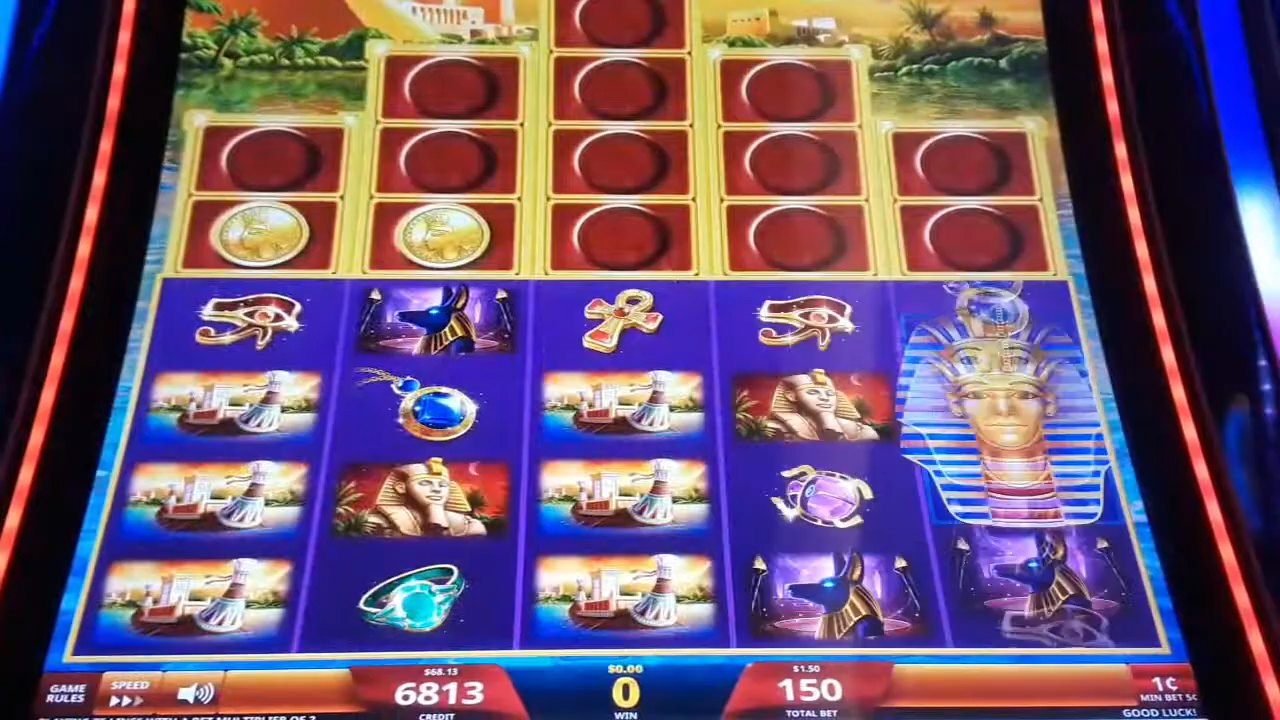 $68.13
6813
CREDIT
$0.00
0
WIN
$1.50
150
TOTAL BET
GAME
RULES
SPEED
1¢
MIN BET 50
GOOD LUCK!